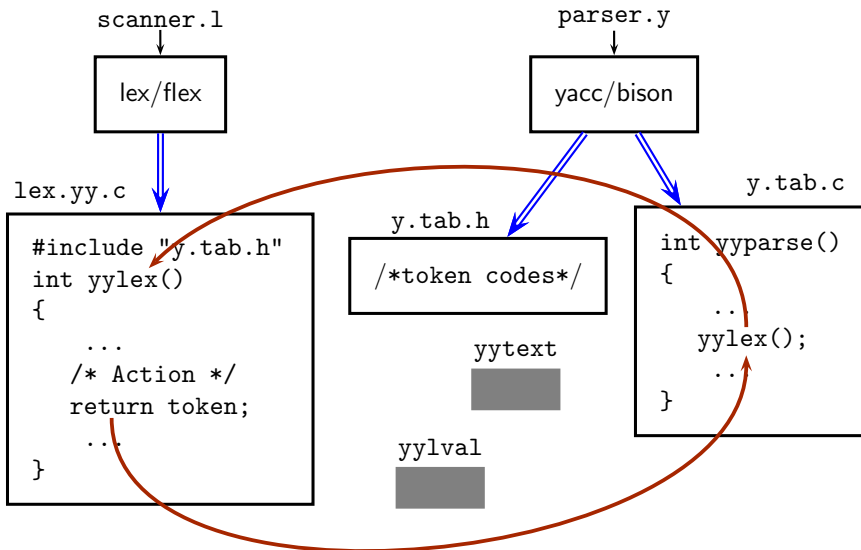 scanner.l
parser.y
lex/flex
yacc/bison
lex.yy.c
y.tab.h
y.tab.c
#include "y.tab.h"
int yylex()
{
...
/* Action */
return token;
...
}
/*token codes*/
yytext
yylval
int yyparse()
{
...
yylex();
...
}